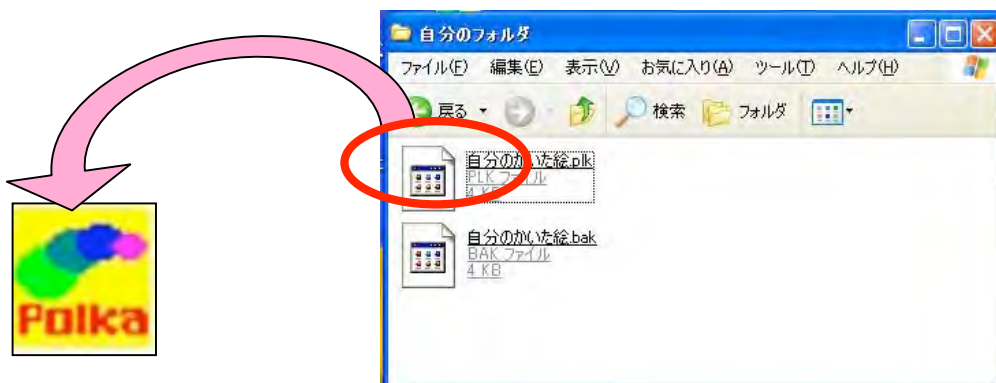 自分のフォルダ
ファイル(F) 編集(E) 表示(V) お気に入り(A) ツール(T) ヘルプ(H)
戻る 検索 フォルダ
自分のかいた絵.plk
PLK ファイル
4 KB
自分のかいた絵.bak
BAK ファイル
4 KB
Polka